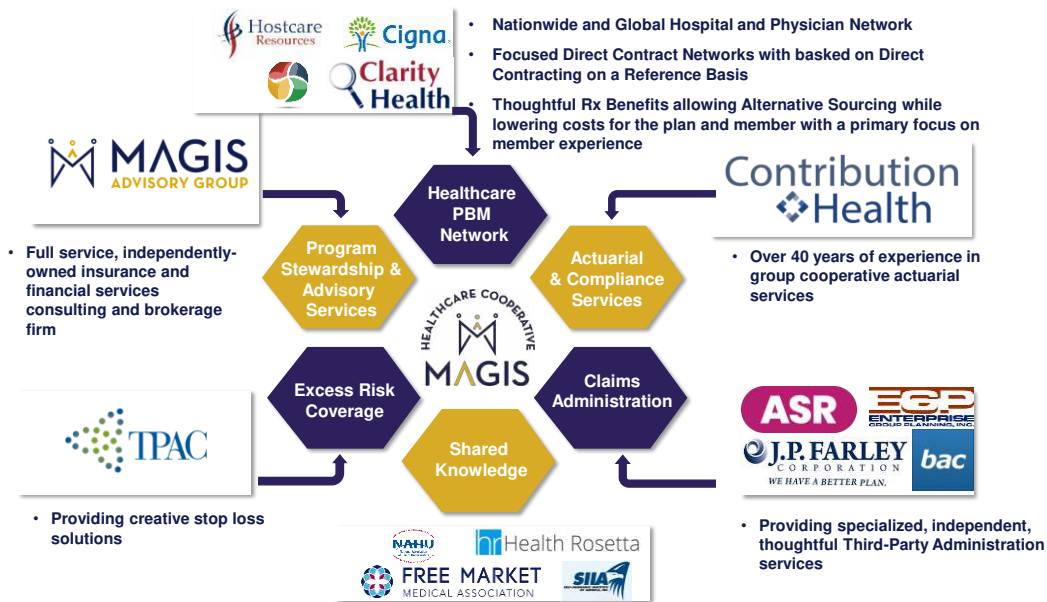 Hostcare
Resources
Cigna
Clarity
Health
• Nationwide and Global Hospital and Physician Network
• Focused Direct Contract Networks with basked on Direct
Contracting on a Reference Basis
• Thoughtful Rx Benefits allowing Alternative Sourcing while
lowering costs for the plan and member with a primary focus on
member experience
MAGIS
ADVISORY GROUP
• Full service, independently-
owned insurance and
financial services
consulting and brokerage
firm
Healthcare
PBM
Network
Program
Stewardship &
Advisory
Services
Actuarial
& Compliance
Services
Contribution
Health
• Over 40 years of experience in
group cooperative actuarial
services
HEALTHCARE COOPERATIVE
MAGIS
Excess Risk
Coverage
Claims
Administration
Shared
Knowledge
TPAC
• Providing creative stop loss
solutions
ASR
EGP
ENTERPRISE
GROUP PLANNING, INC.
J.P. FARLEY
CORPORATION
WE HAVE A BETTER PLAN.
bac
• Providing specialized, independent,
thoughtful Third-Party Administration
services
NAHU
hr Health Rosetta
FREE MARKET
MEDICAL ASSOCIATION
SIIA